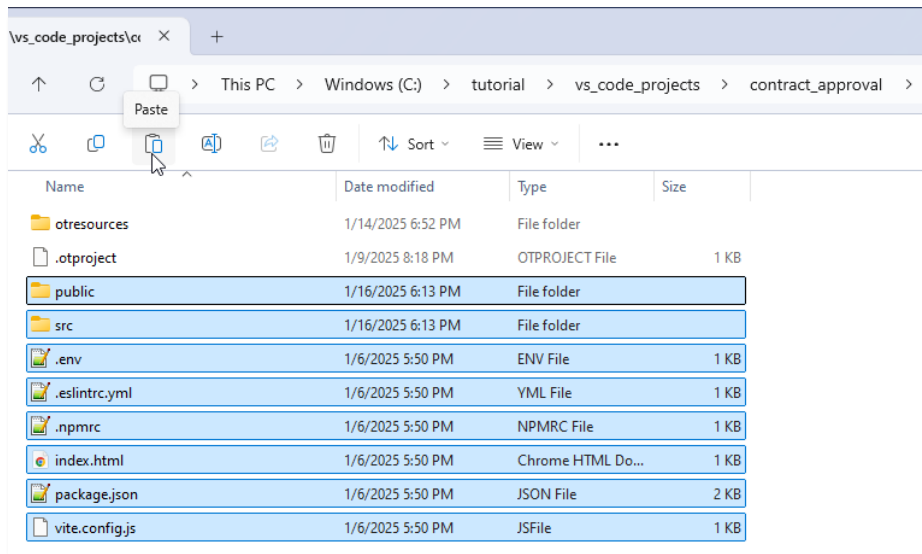 \vs_code_projects\co
This PC > Windows (C:) > tutorial > vs_code_projects > contract_approval >
Paste
Sort View
Name Date modified Type Size
otresources 1/14/2025 6:52 PM File folder
.otproject 1/9/2025 8:18 PM OTPROJECT File 1 KB
public 1/16/2025 6:13 PM File folder
src 1/16/2025 6:13 PM File folder
.env 1/6/2025 5:50 PM ENV File 1 KB
.eslintrc.yml 1/6/2025 5:50 PM YML File 1 KB
.npmrc 1/6/2025 5:50 PM NPMRC File 1 KB
index.html 1/6/2025 5:50 PM Chrome HTML Do... 1 KB
package.json 1/6/2025 5:50 PM JSON File 2 KB
vite.config.js 1/6/2025 5:50 PM JSFile 1 KB